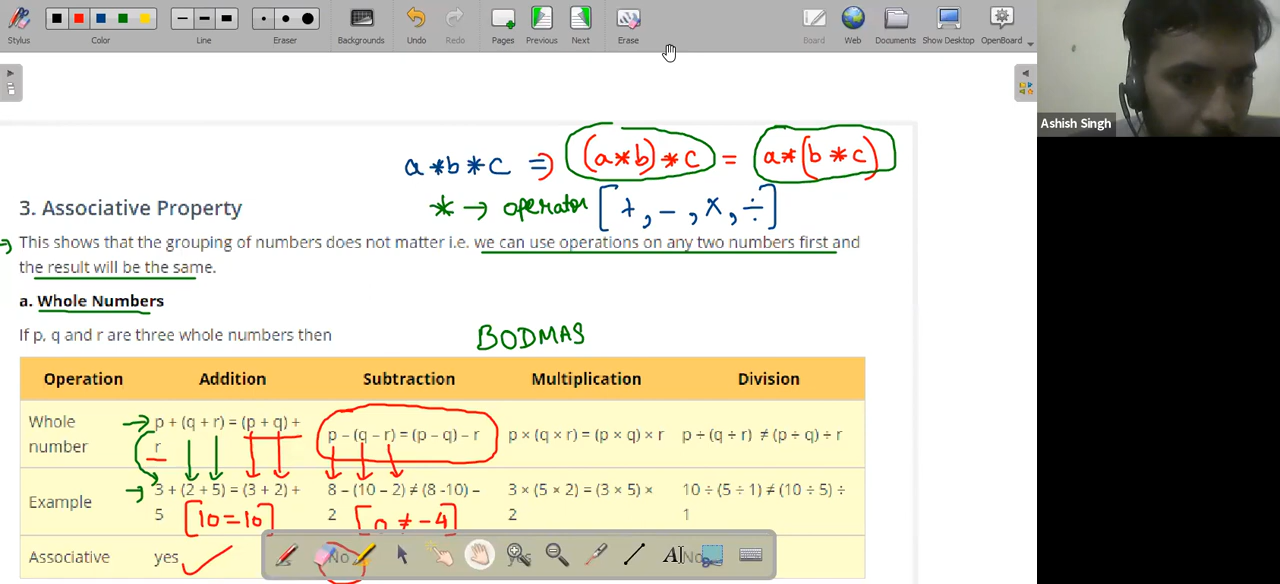 Stylus Color Line Eraser Backgrounds Undo Redo Pages Previous Next Erase Board Web Documents Show Desktop OpenBoard
Ashish Singh
a * b * c ⇒ (a * b) * c = a * (b * c)
* → operator [ +, −, ×, ÷ ]
3. Associative Property
This shows that the grouping of numbers does not matter i.e. we can use operations on any two numbers first and
the result will be the same.
a. Whole Numbers
If p, q and r are three whole numbers then
BODMAS
Operation Addition Subtraction Multiplication Division
Whole number p + (q + r) = (p + q) + r p – (q – r) = (p – q) – r p × (q × r) = (p × q) × r p ÷ (q ÷ r) ≠ (p ÷ q) ÷ r
Example 3 + (2 + 5) = (3 + 2) + 5 8 – (10 – 2) ≠ (8 -10) – 2 3 × (5 × 2) = (3 × 5) × 2 10 ÷ (5 ÷ 1) ≠ (10 ÷ 5) ÷ 1
[10 = 10] [0 ≠ -4]
Associative yes No yes No